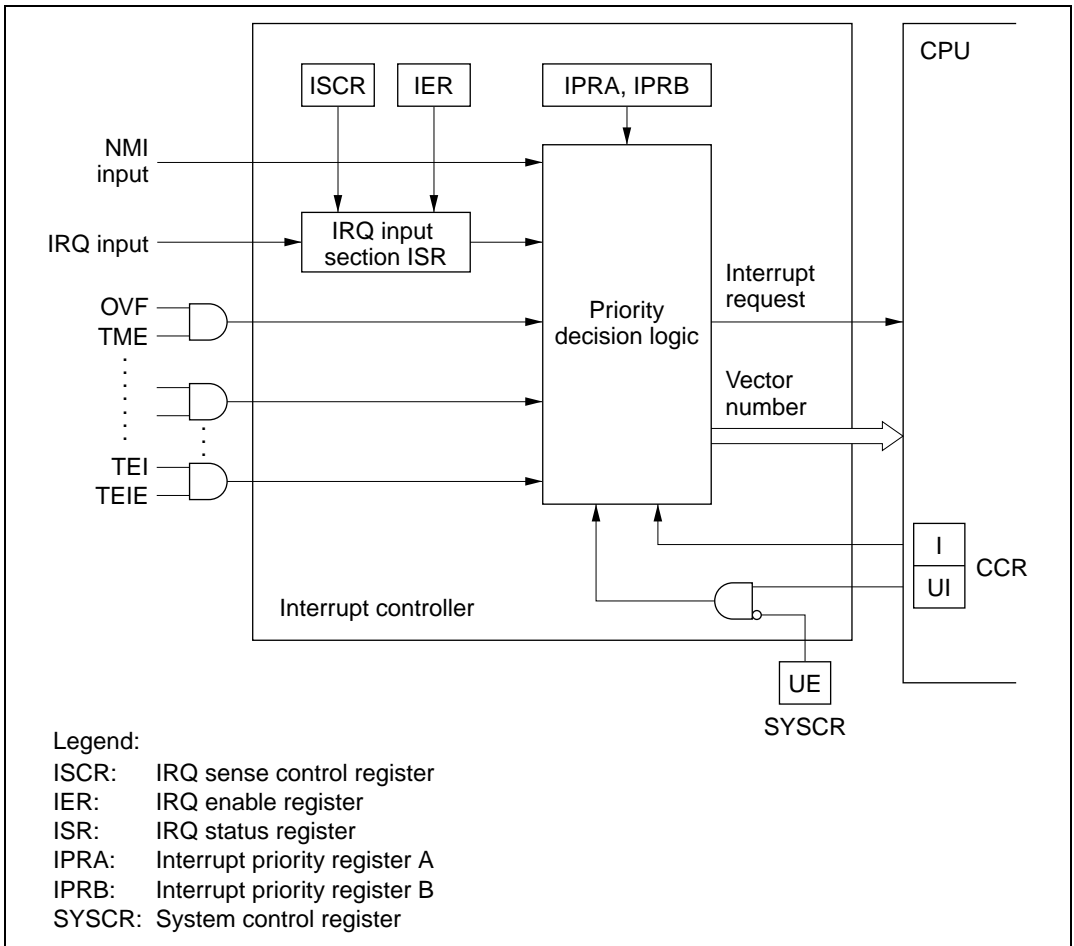 CPU
ISCR
IER
IPRA, IPRB
NMI
input
IRQ input
IRQ input
section ISR
OVF
TME
Priority
decision logic
Interrupt
request
Vector
number
TEI
TEIE
I
UI
CCR
Interrupt controller
UE
SYSCR
Legend:
ISCR: IRQ sense control register
IER: IRQ enable register
ISR: IRQ status register
IPRA: Interrupt priority register A
IPRB: Interrupt priority register B
SYSCR: System control register